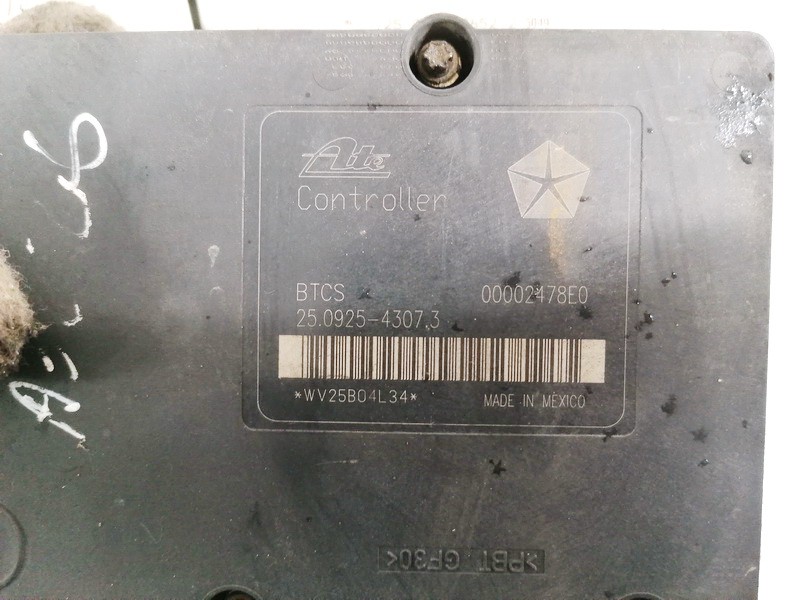 Ate
Controller
BTCS 00002478E0
25.0925-4307.3
*WV25B04L34* MADE IN MEXICO
>PBT GF30<